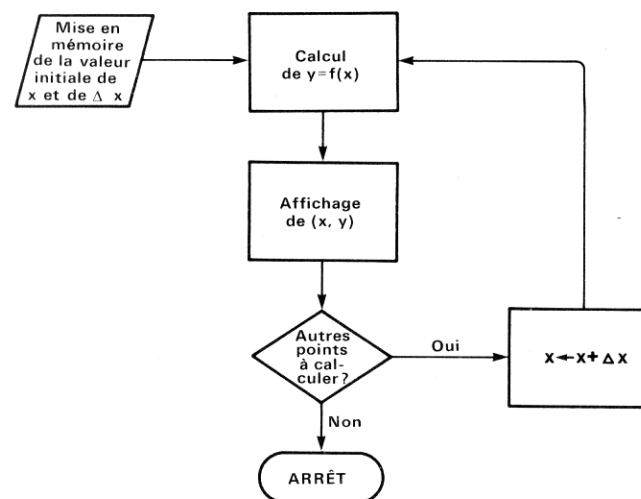 Mise en
mémoire
de la valeur
initiale de
x et de Δ x
Calcul
de y=f(x)
Affichage
de (x, y)
Autres
points
à cal-
culer?
Oui
x←x+Δx
Non
ARRÊT